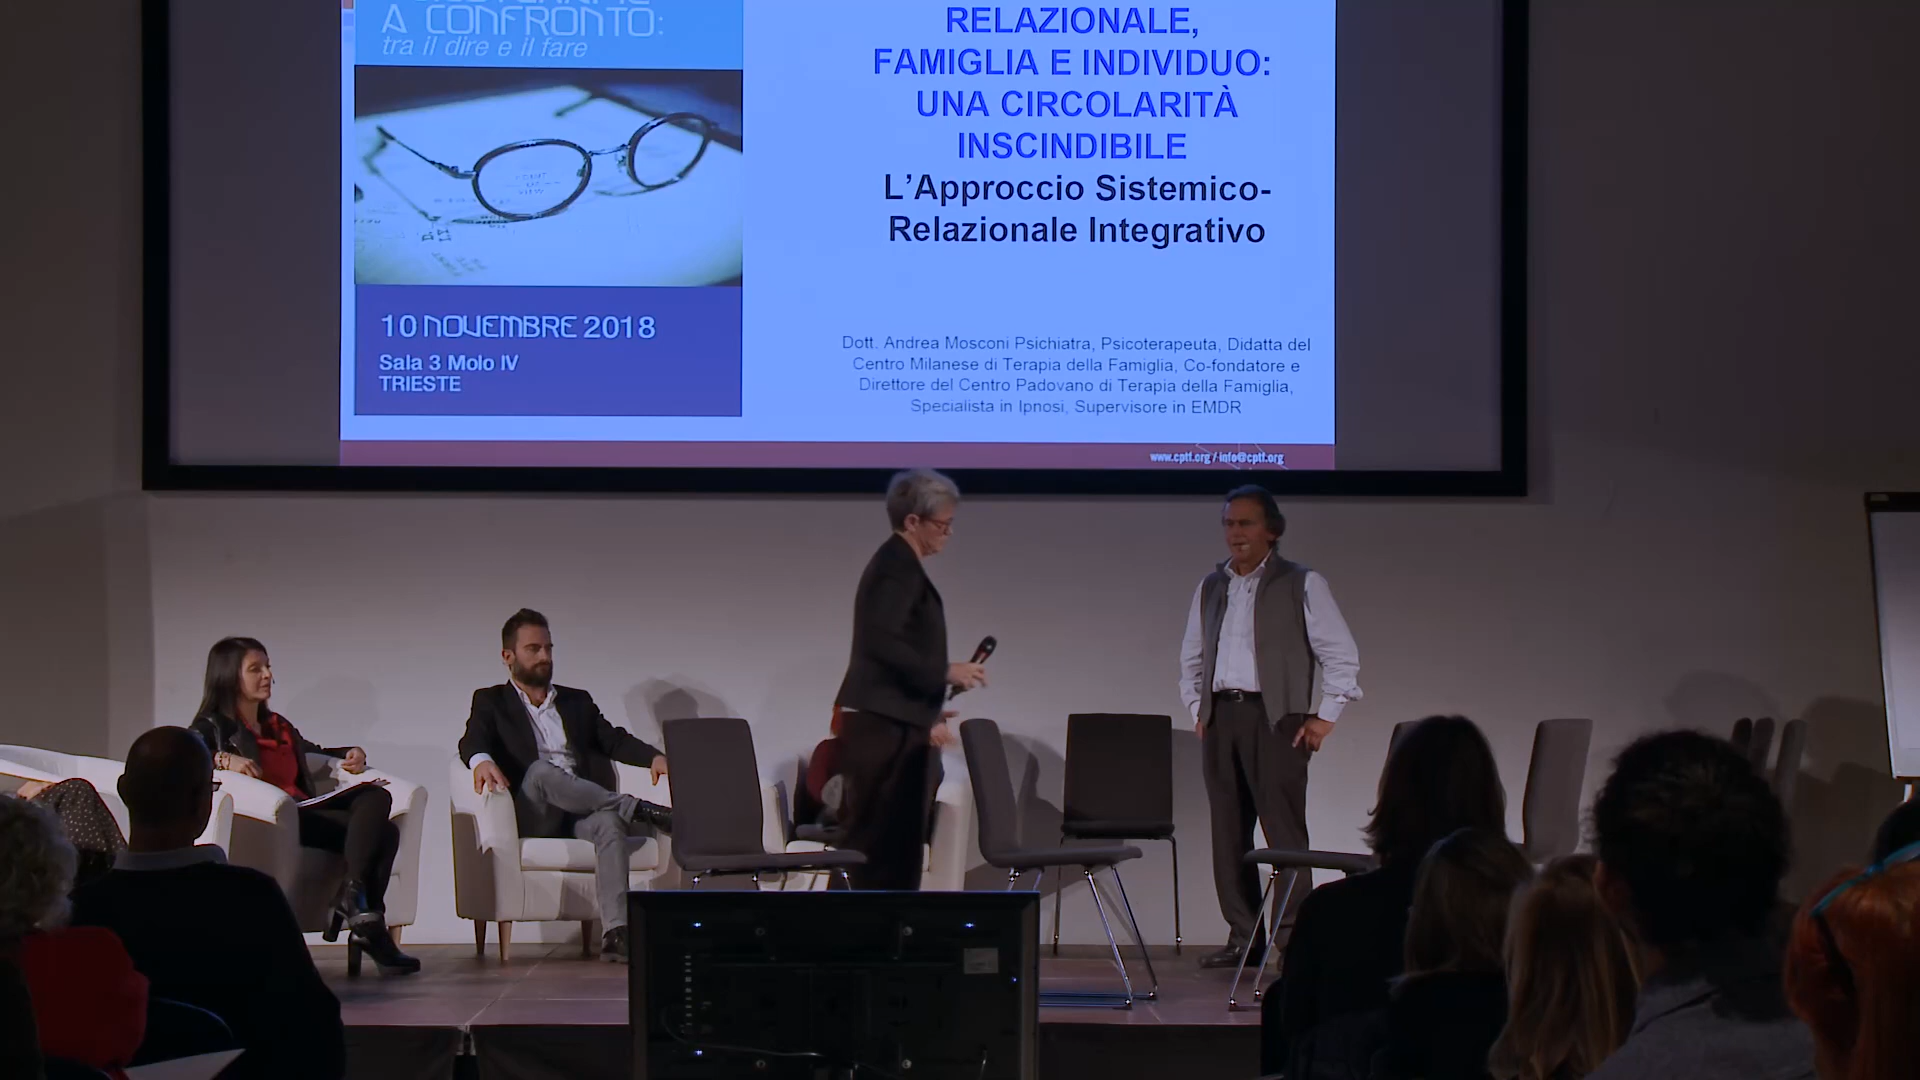 A CONFRONTO:
tra il dire e il fare
10 NOVEMBRE 2018
Sala 3 Molo IV
TRIESTE
RELAZIONALE,
FAMIGLIA E INDIVIDUO:
UNA CIRCOLARITÀ
INSCINDIBILE
L’Approccio Sistemico-
Relazionale Integrativo
Dott. Andrea Mosconi Psichiatra, Psicoterapeuta, Didatta del
Centro Milanese di Terapia della Famiglia, Co-fondatore e
Direttore del Centro Padovano di Terapia della Famiglia,
Specialista in Ipnosi, Supervisore in EMDR
www.cptf.org / info@cptf.org